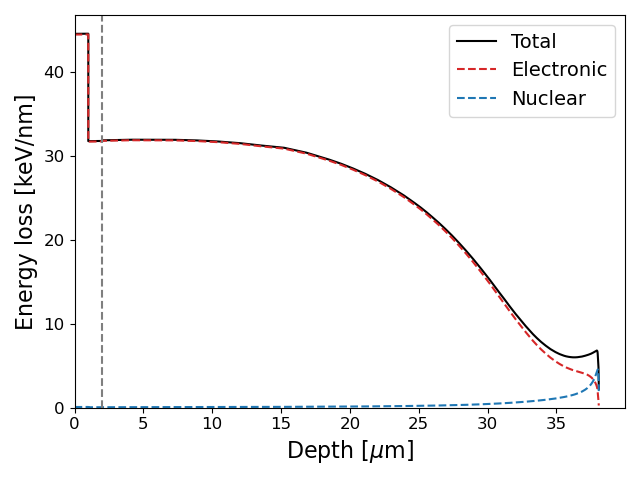 Total
Electronic
Nuclear
Energy loss [keV/nm]
40
30
20
10
0
0 5 10 15 20 25 30 35
Depth [μm]